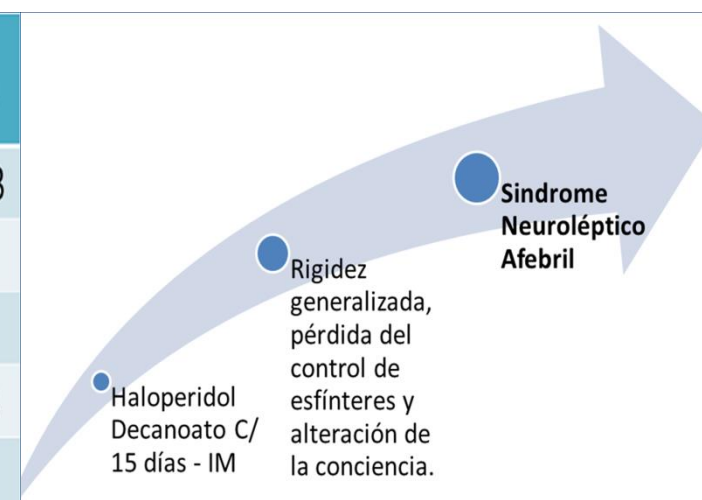 Haloperidol
Decanoato C/
15 días - IM
Rigidez
generalizada,
pérdida del
control de
esfínteres y
alteración de
la conciencia.
Sindrome
Neuroléptico
Afebril